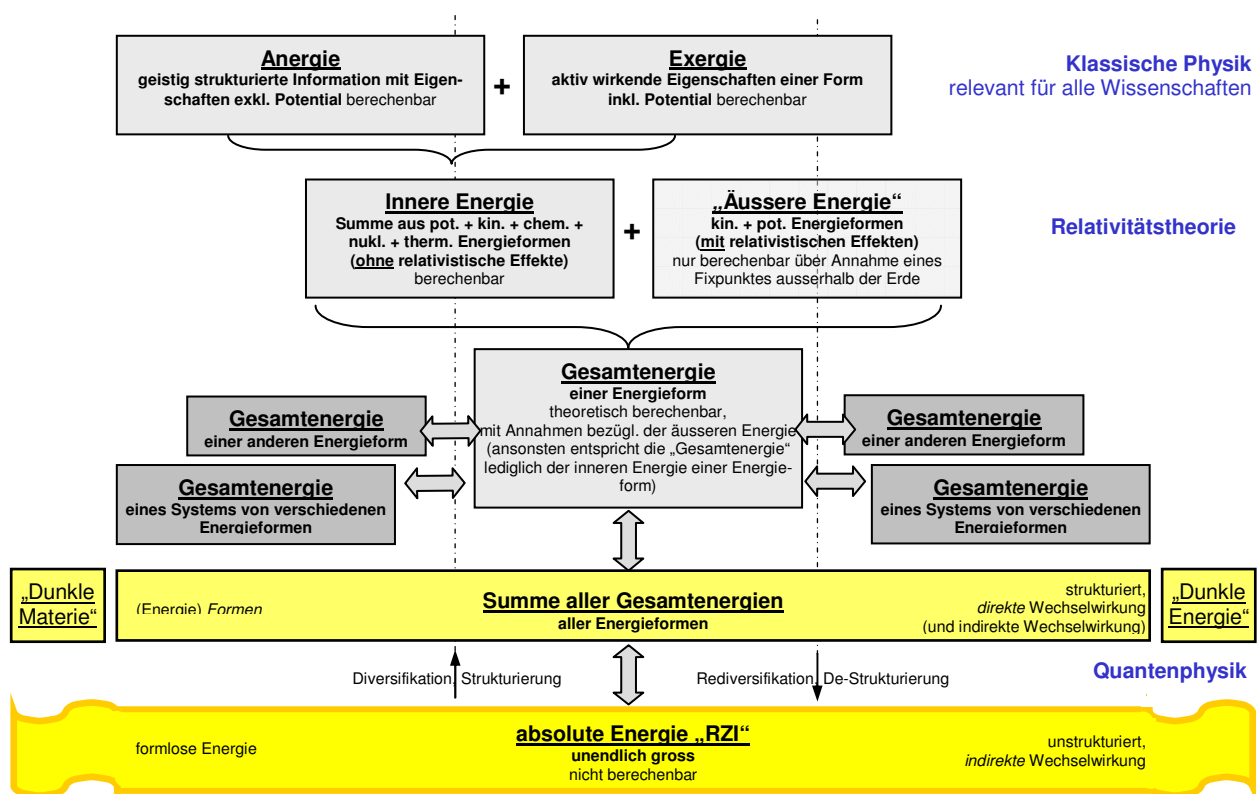 Anergie
geistig strukturierte Information mit Eigen-
schaften exkl. Potential berechenbar
+
Exergie
aktiv wirkende Eigenschaften einer Form
inkl. Potential berechenbar
Klassische Physik
relevant für alle Wissenschaften
Innere Energie
Summe aus pot. + kin. + chem. +
nukl. + therm. Energieformen
(ohne relativistische Effekte)
berechenbar
+
„Äussere Energie“
kin. + pot. Energieformen
(mit relativistischen Effekten)
nur berechenbar über Annahme eines
Fixpunktes ausserhalb der Erde
Relativitätstheorie
Gesamtenergie
einer Energieform
theoretisch berechenbar,
mit Annahmen bezügl. der äusseren Energie
(ansonsten entspricht die „Gesamtenergie“
lediglich der inneren Energie einer Energie-
form)
Gesamtenergie
einer anderen Energieform
Gesamtenergie
einer anderen Energieform
Gesamtenergie
eines Systems von verschiedenen
Energieformen
Gesamtenergie
eines Systems von verschiedenen
Energieformen
„Dunkle
Materie“
(Energie) Formen
Summe aller Gesamtenergien
aller Energieformen
strukturiert,
direkte Wechselwirkung
(und indirekte Wechselwirkung)
„Dunkle
Energie“
Diversifikation, Strukturierung
Rediversifikation, De-Strukturierung
Quantenphysik
formlose Energie
absolute Energie „RZI“
unendlich gross
nicht berechenbar
unstrukturiert,
indirekte Wechselwirkung